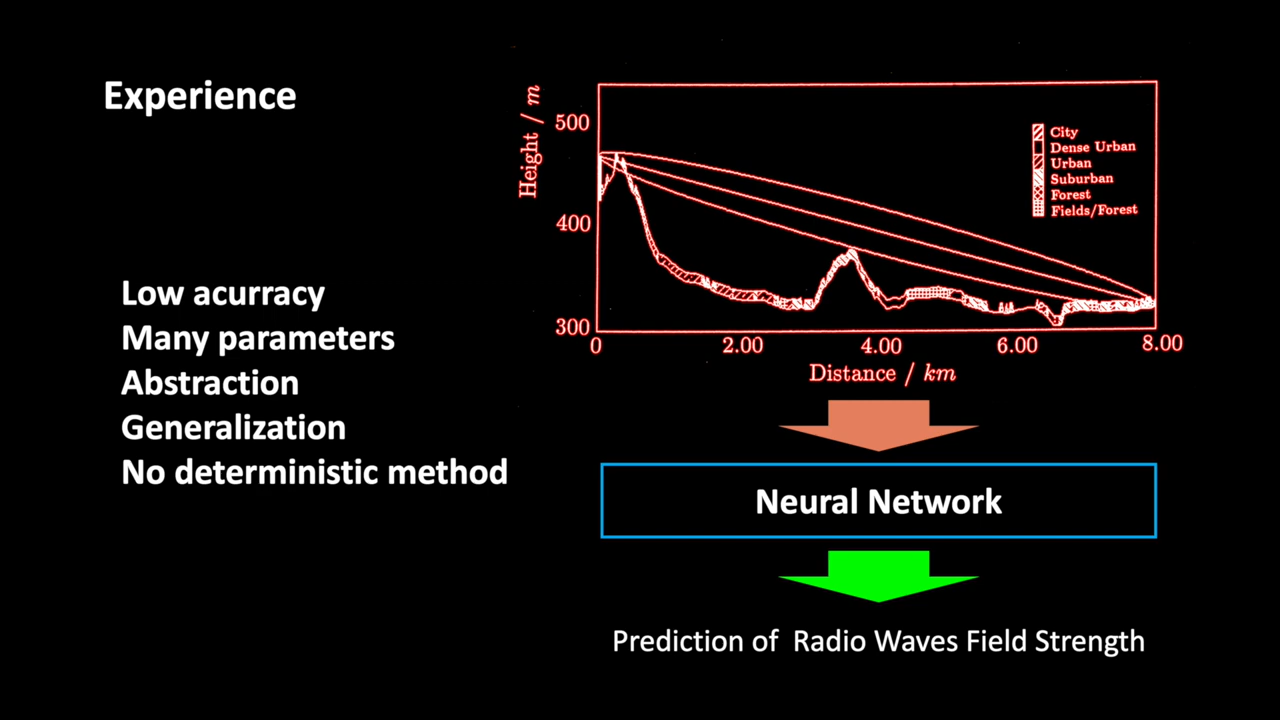 Experience
Low acurracy
Many parameters
Abstraction
Generalization
No deterministic method
Height / m
500
400
300
City
Dense Urban
Urban
Suburban
Forest
Fields/Forest
0 2.00 4.00 6.00 8.00
Distance / km
Neural Network
Prediction of Radio Waves Field Strength